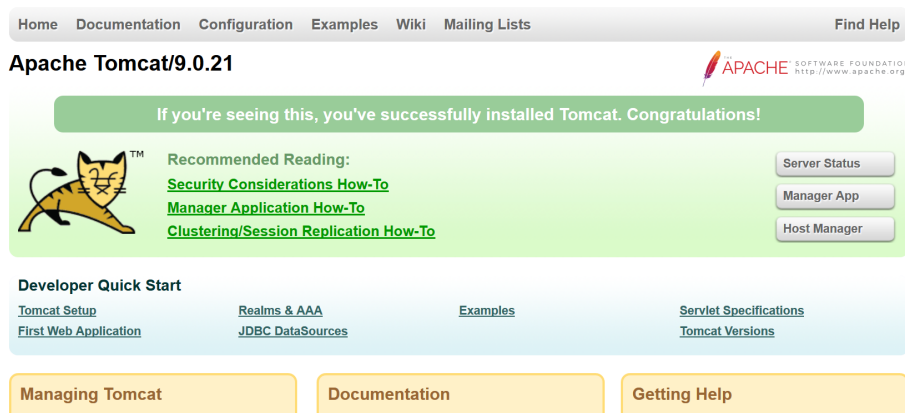 Home Documentation Configuration Examples Wiki Mailing Lists Find Help
Apache Tomcat/9.0.21
THE
APACHE SOFTWARE FOUNDATION
http://www.apache.org
If you're seeing this, you've successfully installed Tomcat. Congratulations!
TM
Recommended Reading:
Security Considerations How-To
Manager Application How-To
Clustering/Session Replication How-To
Server Status
Manager App
Host Manager
Developer Quick Start
Tomcat Setup Realms & AAA Examples Servlet Specifications
First Web Application JDBC DataSources Tomcat Versions
Managing Tomcat Documentation Getting Help